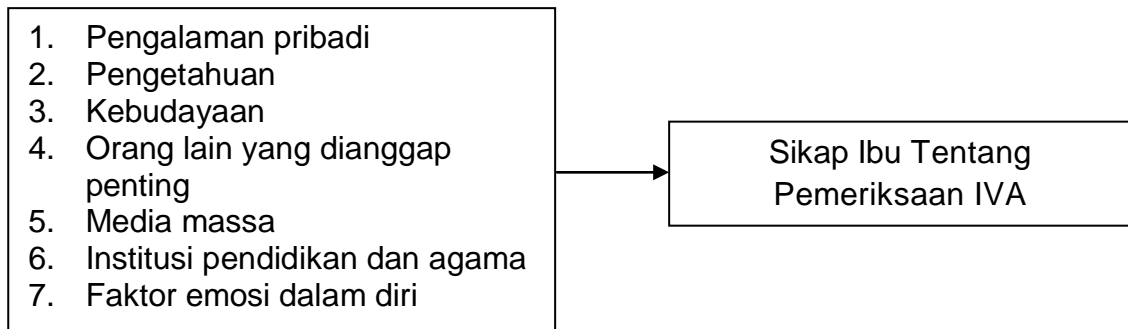 1. Pengalaman pribadi
2. Pengetahuan
3. Kebudayaan
4. Orang lain yang dianggap
penting
5. Media massa
6. Institusi pendidikan dan agama
7. Faktor emosi dalam diri
Sikap Ibu Tentang
Pemeriksaan IVA